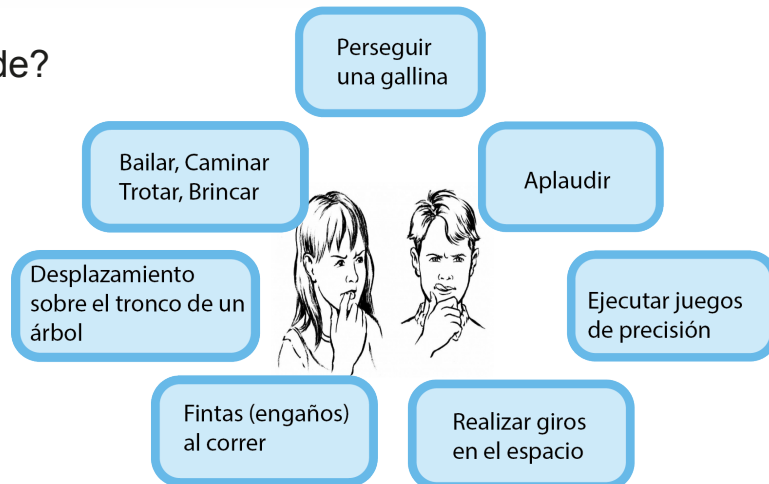 de?
Perseguir
una gallina
Bailar, Caminar
Trotar, Brincar
Aplaudir
Desplazamiento
sobre el tronco de un
árbol
Ejecutar juegos
de precisión
Fintas (engaños)
al correr
Realizar giros
en el espacio